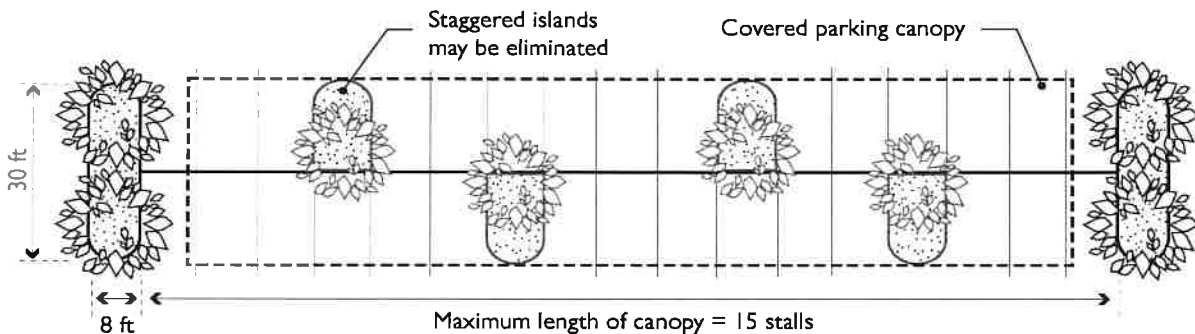 Staggered islands
may be eliminated
Covered parking canopy
30 ft
8 ft
Maximum length of canopy = 15 stalls